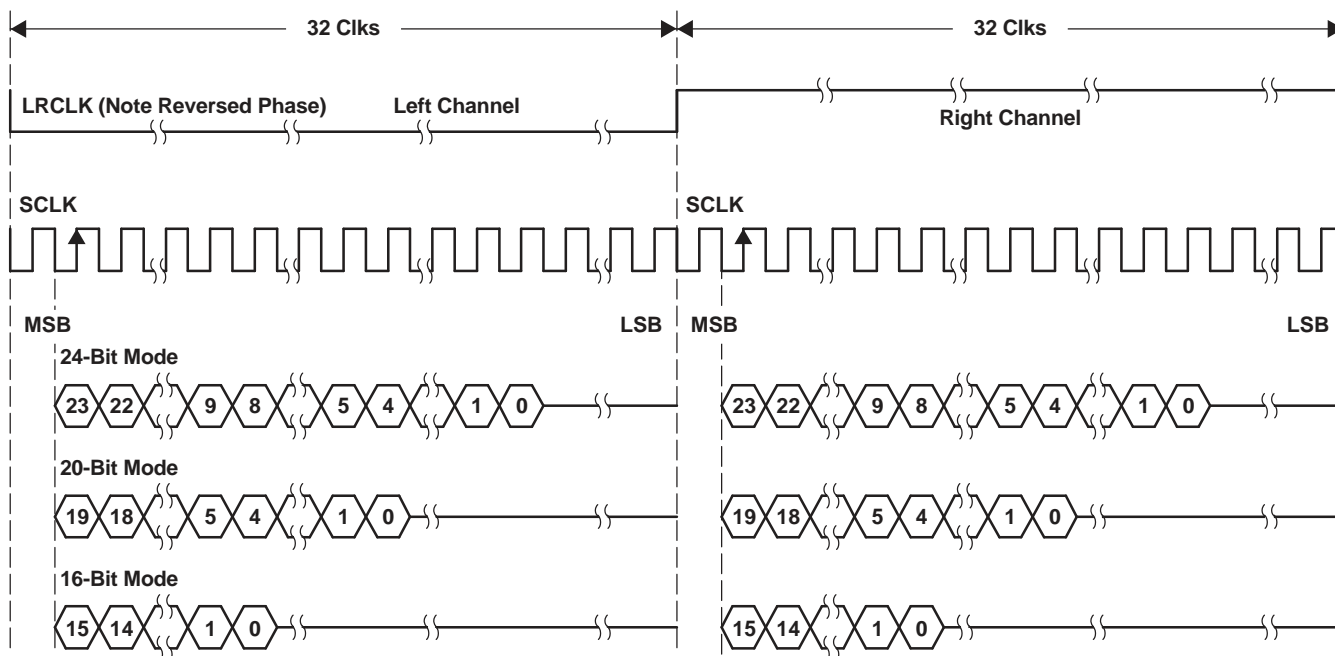 32 Clks 32 Clks
LRCLK (Note Reversed Phase) Left Channel
Right Channel
SCLK SCLK
MSB LSB MSB LSB
24-Bit Mode
23 22 9 8 5 4 1 0 23 22 9 8 5 4 1 0
20-Bit Mode
19 18 5 4 1 0 19 18 5 4 1 0
16-Bit Mode
15 14 1 0 15 14 1 0